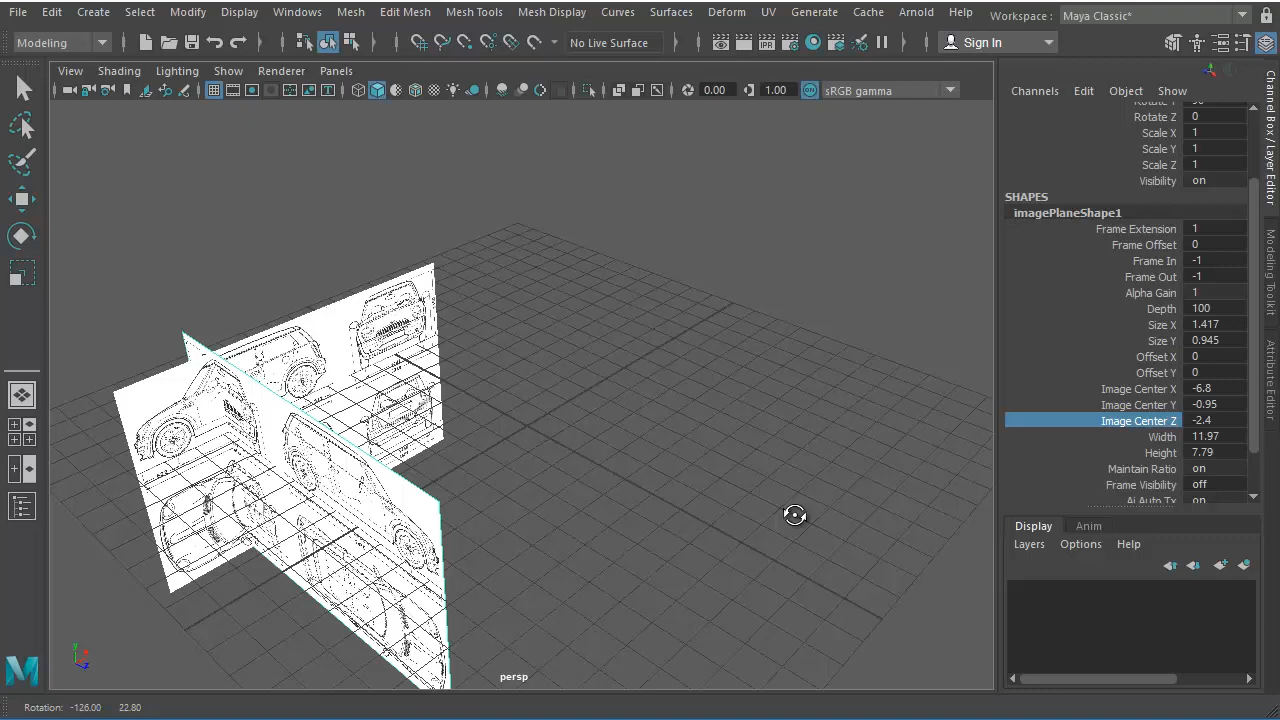 File Edit Create Select Modify Display Windows Mesh Edit Mesh Mesh Tools Mesh Display Curves Surfaces Deform UV Generate Cache Arnold Help Workspace : Maya Classic*
Modeling No Live Surface IPR Sign In
View Shading Lighting Show Renderer Panels
0.00 1.00 ON sRGB gamma
Channels Edit Object Show
Rotate Z 0
Scale X 1
Scale Y 1
Scale Z 1
Visibility on
SHAPES
imagePlaneShape1
Frame Extension 1
Frame Offset 0
Frame In -1
Frame Out -1
Alpha Gain 1
Depth 100
Size X 1.417
Size Y 0.945
Offset X 0
Offset Y 0
Image Center X -6.8
Image Center Y -0.95
Image Center Z -2.4
Width 11.97
Height 7.79
Maintain Ratio on
Frame Visibility off
Ai Auto Tx on
Display Anim
Layers Options Help
Channel Box / Layer Editor
Modeling Toolkit
Attribute Editor
y
z
persp
M
Rotation: -126.00 22.80